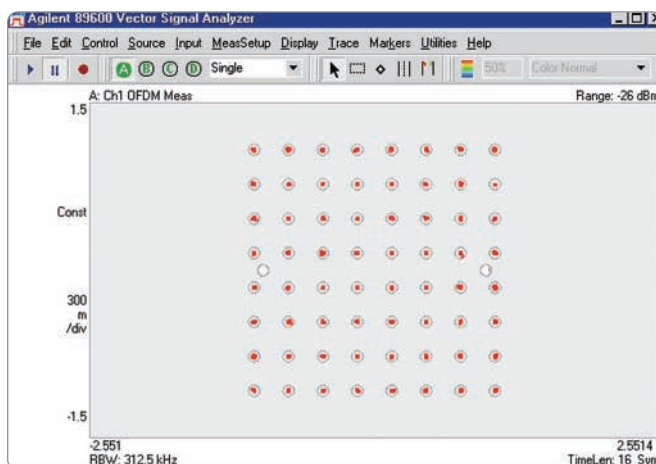 Agilent 89600 Vector Signal Analyzer
File Edit Control Source Input MeasSetup Display Trace Markers Utilities Help
A B C D Single 50% Color Normal
A: Ch1 OFDM Meas Range: -26 dBm
1.5
Const
300
m
/div
-1.5
-2.551 2.5514
RBW: 312.5 kHz TimeLen: 16 Sym